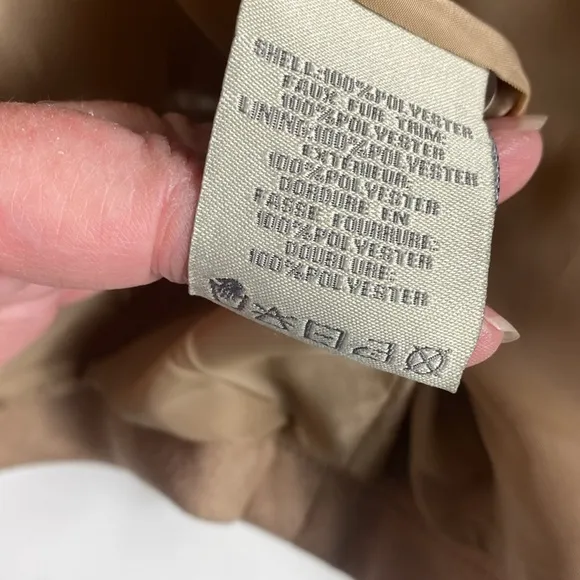 SHELL:100%POLYESTER
FAUX FUR TRIM:
100%POLYESTER
LINING:100%POLYESTER
EXTERIEUR:
100%POLYESTER
BORDURE EN
FASSE FOURRURE:
100%POLYESTER
DOUBLURE:
100%POLYESTER